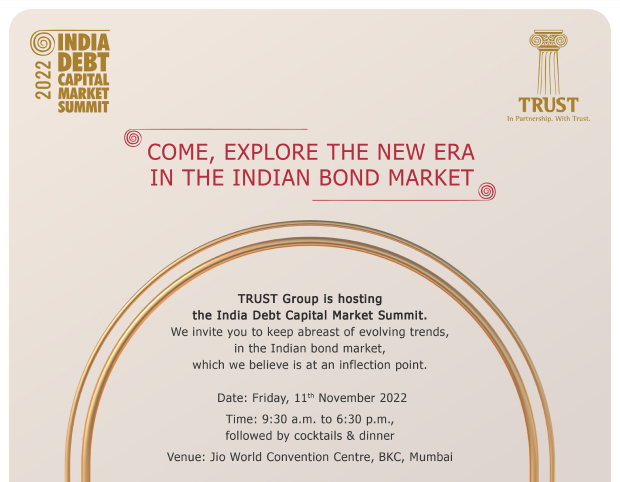 2022
INDIA
DEBT
CAPITAL
MARKET
SUMMIT
TRUST
In Partnership. With Trust.
COME, EXPLORE THE NEW ERA
IN THE INDIAN BOND MARKET
TRUST Group is hosting
the India Debt Capital Market Summit.
We invite you to keep abreast of evolving trends,
in the Indian bond market,
which we believe is at an inflection point.
Date: Friday, 11th November 2022
Time: 9:30 a.m. to 6:30 p.m.,
followed by cocktails & dinner
Venue: Jio World Convention Centre, BKC, Mumbai